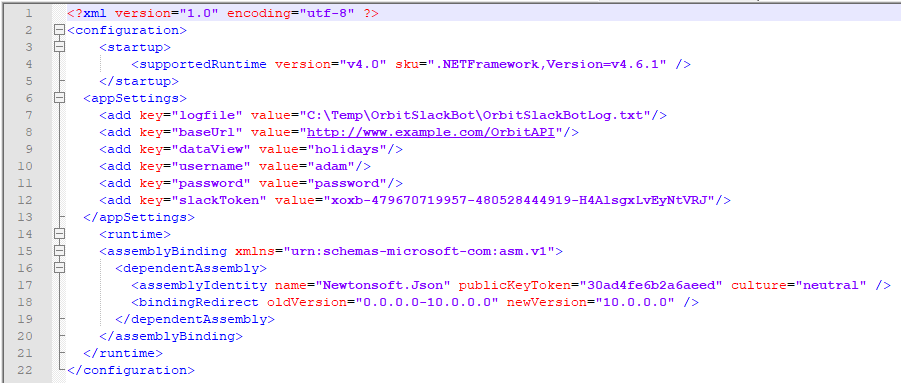 1 <?xml version="1.0" encoding="utf-8" ?>
2 <configuration>
3 <startup>
4 <supportedRuntime version="v4.0" sku=".NETFramework,Version=v4.6.1" />
5 </startup>
6 <appSettings>
7 <add key="logfile" value="C:\Temp\OrbitSlackBot\OrbitSlackBotLog.txt"/>
8 <add key="baseUrl" value="http://www.example.com/OrbitAPI"/>
9 <add key="dataView" value="holidays"/>
10 <add key="username" value="adam"/>
11 <add key="password" value="password"/>
12 <add key="slackToken" value="xoxb-479670719957-480528444919-H4AlsgxLvEyNtVRJ"/>
13 </appSettings>
14 <runtime>
15 <assemblyBinding xmlns="urn:schemas-microsoft-com:asm.v1">
16 <dependentAssembly>
17 <assemblyIdentity name="Newtonsoft.Json" publicKeyToken="30ad4fe6b2a6aeed" culture="neutral" />
18 <bindingRedirect oldVersion="0.0.0.0-10.0.0.0" newVersion="10.0.0.0" />
19 </dependentAssembly>
20 </assemblyBinding>
21 </runtime>
22 </configuration>